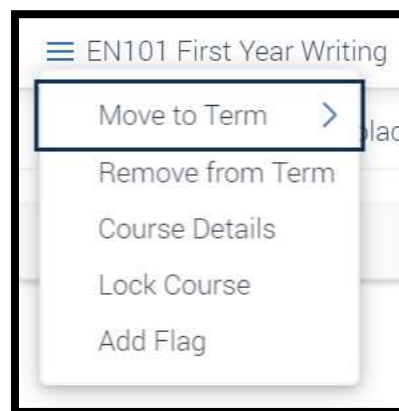 EN101 First Year Writing
Move to Term
Remove from Term
Course Details
Lock Course
Add Flag